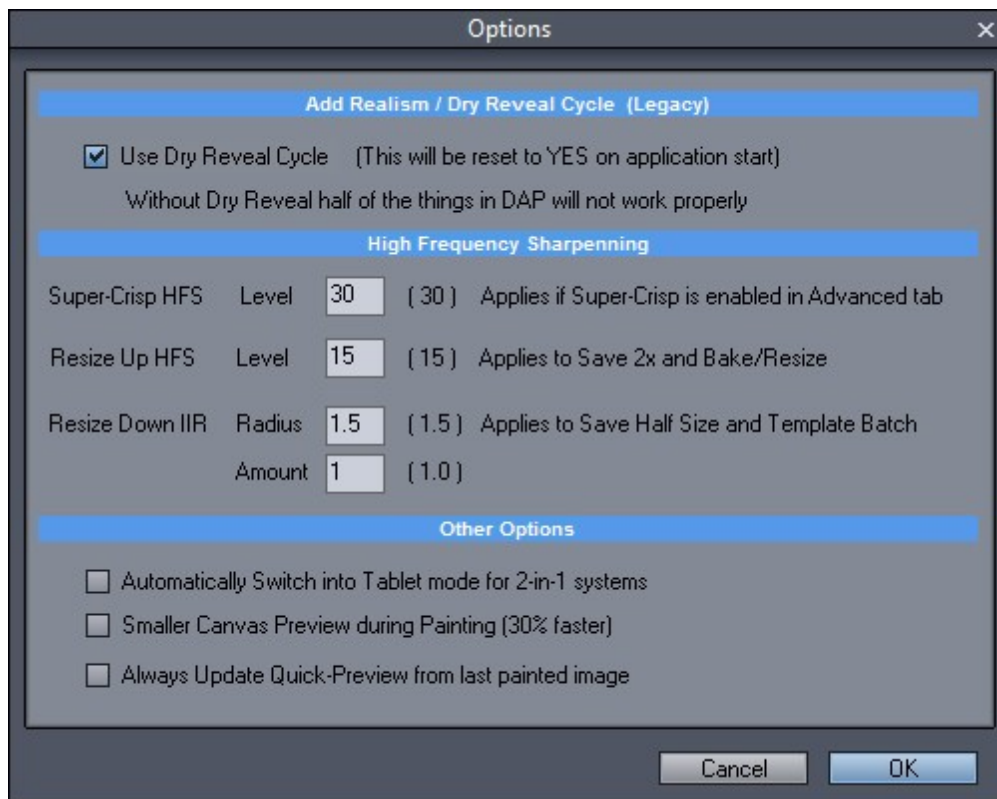 Options
Add Realism / Dry Reveal Cycle (Legacy)
Use Dry Reveal Cycle (This will be reset to YES on application start)
Without Dry Reveal half of the things in DAP will not work properly
High Frequency Sharpenning
Super-Crisp HFS Level 30 ( 30 ) Applies if Super-Crisp is enabled in Advanced tab
Resize Up HFS Level 15 ( 15 ) Applies to Save 2x and Bake/Resize
Resize Down IIR Radius 1.5 ( 1.5 ) Applies to Save Half Size and Template Batch
Amount 1 ( 1.0 )
Other Options
Automatically Switch into Tablet mode for 2-in-1 systems
Smaller Canvas Preview during Painting (30% faster)
Always Update Quick-Preview from last painted image
Cancel OK